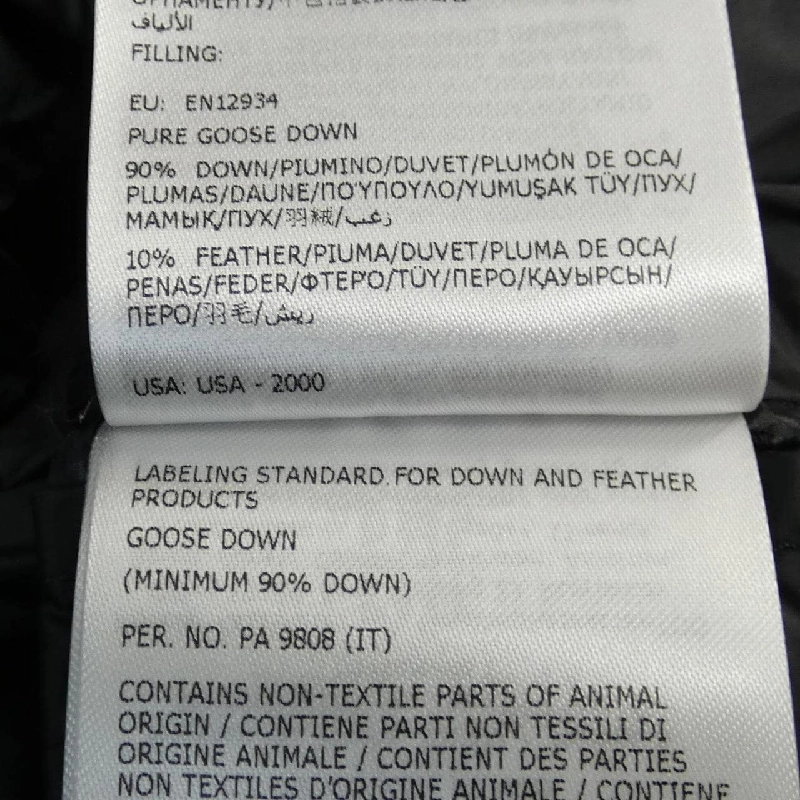 الألياف
FILLING:
EU: EN12934
PURE GOOSE DOWN
90% DOWN/PIUMINO/DUVET/PLUMÓN DE OCA/
PLUMAS/DAUNE/ΠΟΎΠΟΥΛΟ/YUMUŞAK TÜY/ПУХ/
МАМЫҚ/ПУХ/羽絨/زغب
10% FEATHER/PIUMA/DUVET/PLUMA DE OCA/
PENAS/FEDER/ΦΤΕΡΌ/TÜY/ПЕРО/ҚАУЫРСЫН/
ПЕРО/羽毛/ريش
USA: USA - 2000
LABELING STANDARD FOR DOWN AND FEATHER
PRODUCTS
GOOSE DOWN
(MINIMUM 90% DOWN)
PER. NO. PA 9808 (IT)
CONTAINS NON-TEXTILE PARTS OF ANIMAL
ORIGIN / CONTIENE PARTI NON TESSILI DI
ORIGINE ANIMALE / CONTIENT DES PARTIES
NON TEXTILES D'ORIGINE ANIMALE / CONTIENE